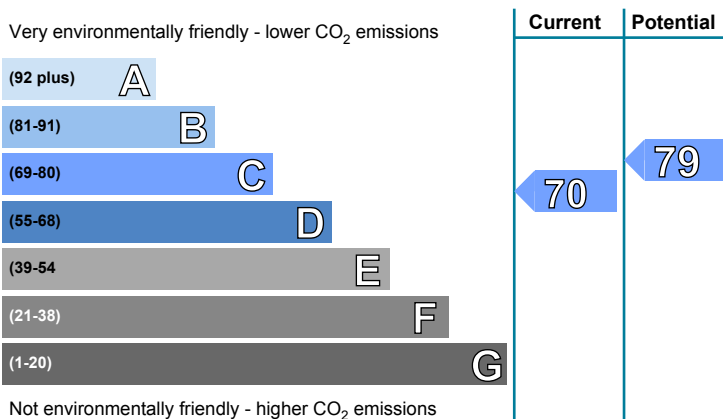 Current Potential
Very environmentally friendly - lower CO2 emissions
(92 plus) A
(81-91) B
(69-80) C
79
(55-68) D
70
(39-54 E
(21-38) F
(1-20) G
Not environmentally friendly - higher CO2 emissions